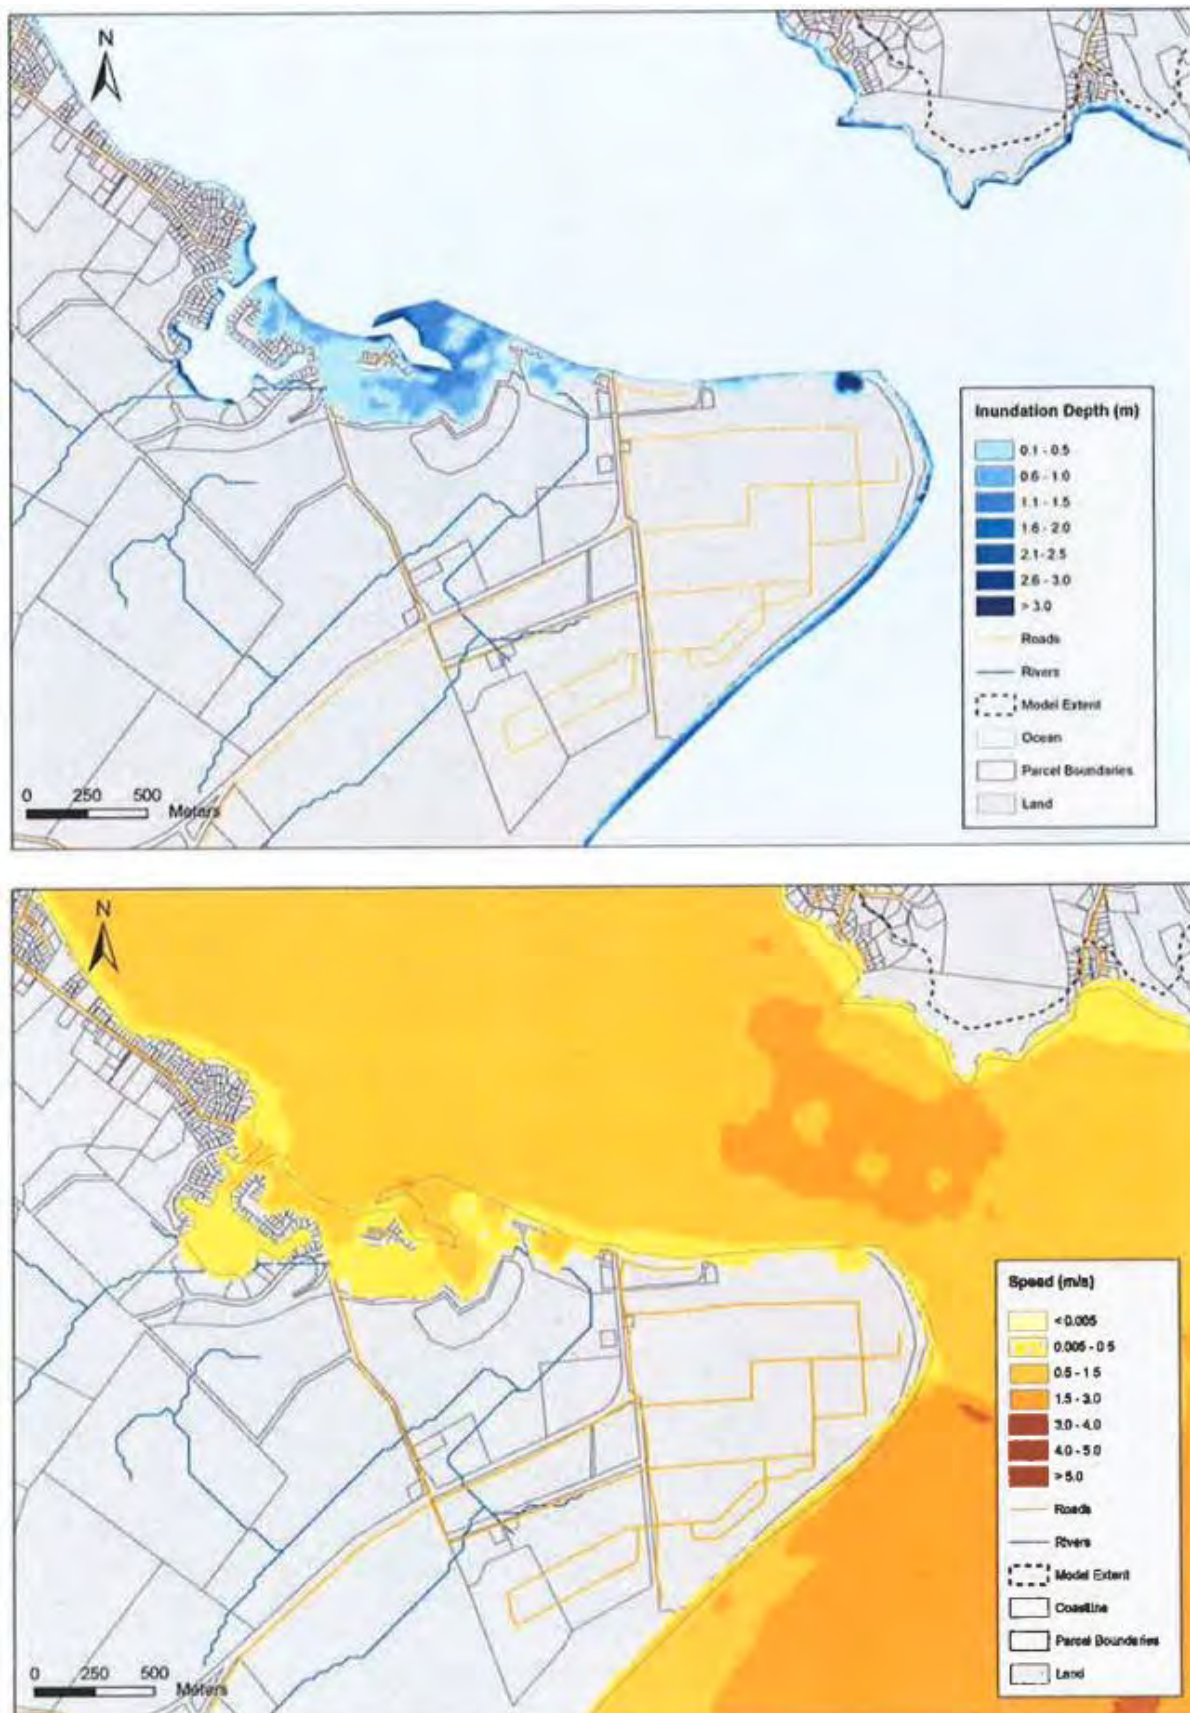 N
Inundation Depth (m)
0.1 - 0.5
0.6 - 1.0
1.1 - 1.5
1.6 - 2.0
2.1 - 2.5
2.6 - 3.0
> 3.0
Roads
Rivers
Model Extent
Ocean
Parcel Boundaries
Land
0 250 500
Meters
N
Speed (m/s)
< 0.005
0.005 - 0.5
0.5 - 1.5
1.5 - 3.0
3.0 - 4.0
4.0 - 5.0
> 5.0
Roads
Rivers
Model Extent
Coastline
Parcel Boundaries
Land
0 250 500
Meters